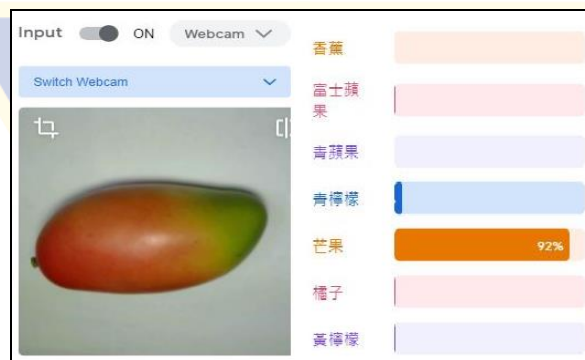 Input ON Webcam
Switch Webcam
香蕉
富士蘋
果
青蘋果
青檸檬
芒果 92%
橘子
黃檸檬